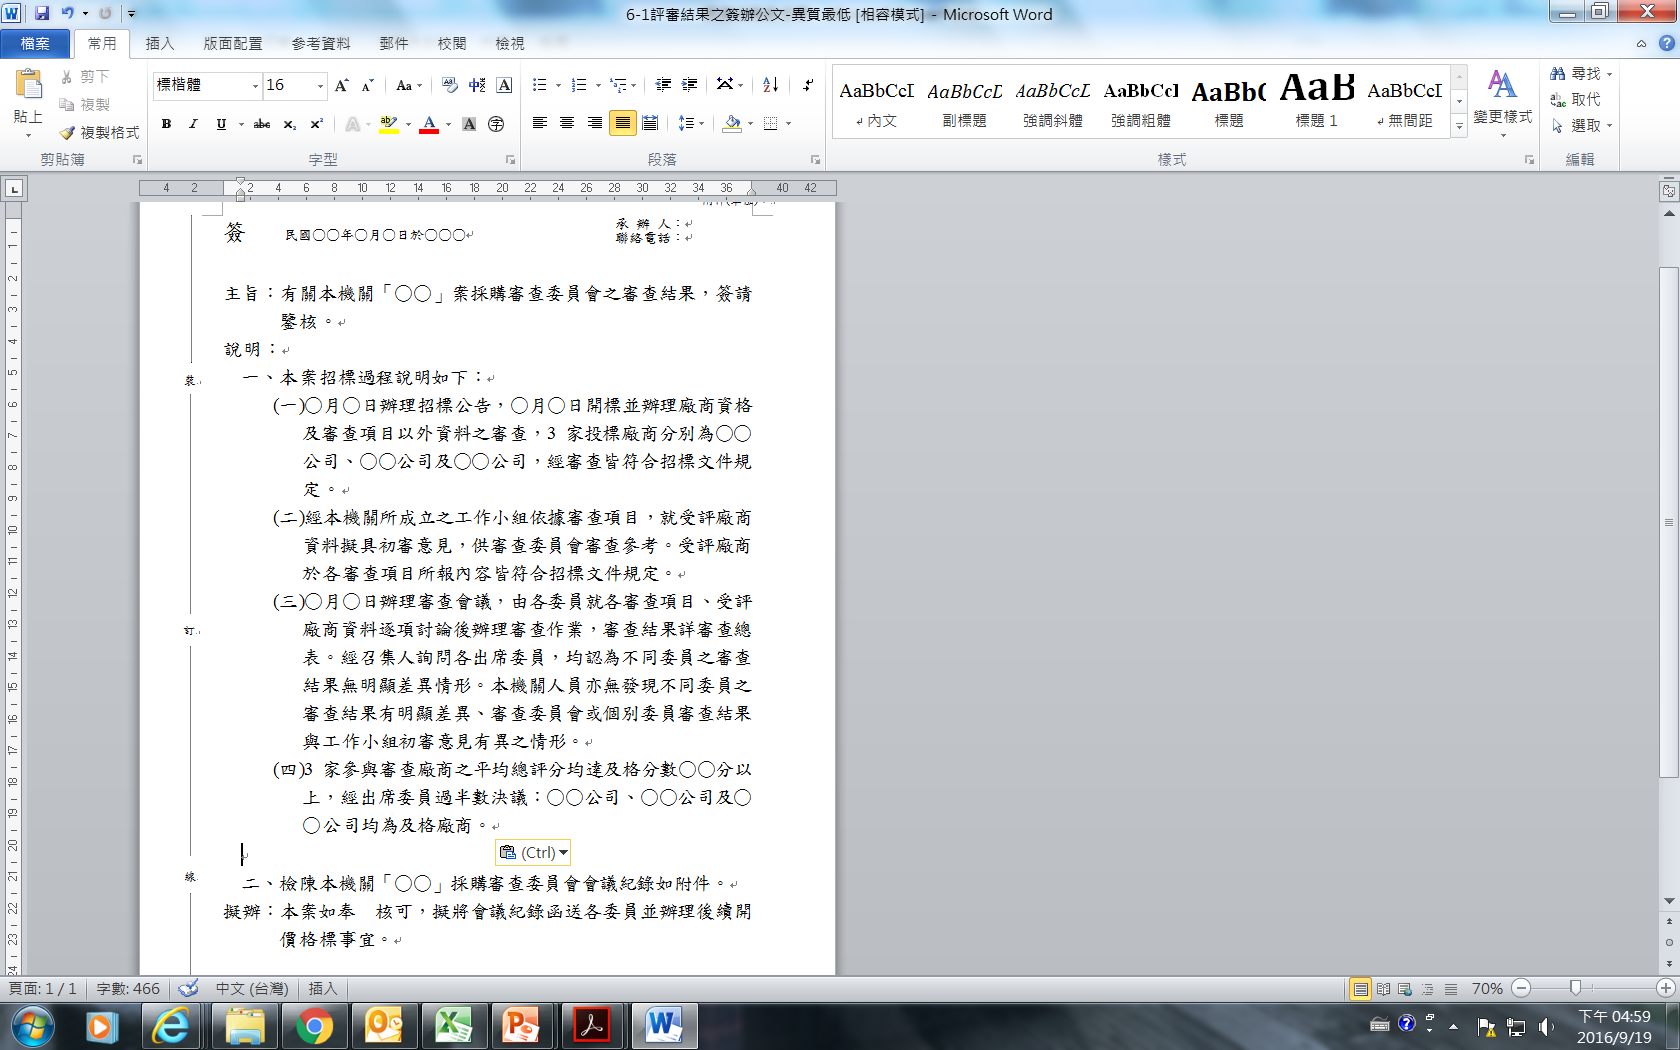 6-1評審結果之簽辦公文-異質最低 [相容模式] - Microsoft Word
檔案 常用 插入 版面配置 參考資料 郵件 校閱 檢視
貼上 剪下 複製 複製格式 標楷體 16
AaBbCcI AaBbCcD AaBbCcD AaBbCcI AaBbC AaB AaBbCcI
內文 副標題 強調斜體 強調粗體 標題 標題 1 無間距 變更樣式
尋找 取代 選取
剪貼簿 字型 段落 樣式 編輯
4 2 2 4 6 8 10 12 14 16 18 20 22 24 26 28 30 32 34 36 40 42
簽 民國○○年○月○日於○○○
承 辦 人：
聯絡電話：
主旨：有關本機關「○○」案採購審查委員會之審查結果，簽請
鑒核。
說明：
一、本案招標過程說明如下：
裝
(一)○月○日辦理招標公告，○月○日開標並辦理廠商資格
及審查項目以外資料之審查，3 家投標廠商分別為○○
公司、○○公司及○○公司，經審查皆符合招標文件規
定。
(二)經本機關所成立之工作小組依據審查項目，就受評廠商
資料擬具初審意見，供審查委員會審查參考。受評廠商
於各審查項目所報內容皆符合招標文件規定。
(三)○月○日辦理審查會議，由各委員就各審查項目、受評
訂
廠商資料逐項討論後辦理審查作業，審查結果詳審查總
表。經召集人詢問各出席委員，均認為不同委員之審查
結果無明顯差異情形。本機關人員亦無發現不同委員之
審查結果有明顯差異、審查委員會或個別委員審查結果
與工作小組初審意見有異之情形。
(四)3 家參與審查廠商之平均總評分均達及格分數○○分以
上，經出席委員過半數決議：○○公司、○○公司及○
○公司均為及格廠商。
(Ctrl)
線
二、檢陳本機關「○○」採購審查委員會會議紀錄如附件。
擬辦：本案如奉　核可，擬將會議紀錄函送各委員並辦理後續開
價格標事宜。
頁面: 1 / 1 字數: 466 中文 (台灣) 插入 70%
下午 04:59
2016/9/19